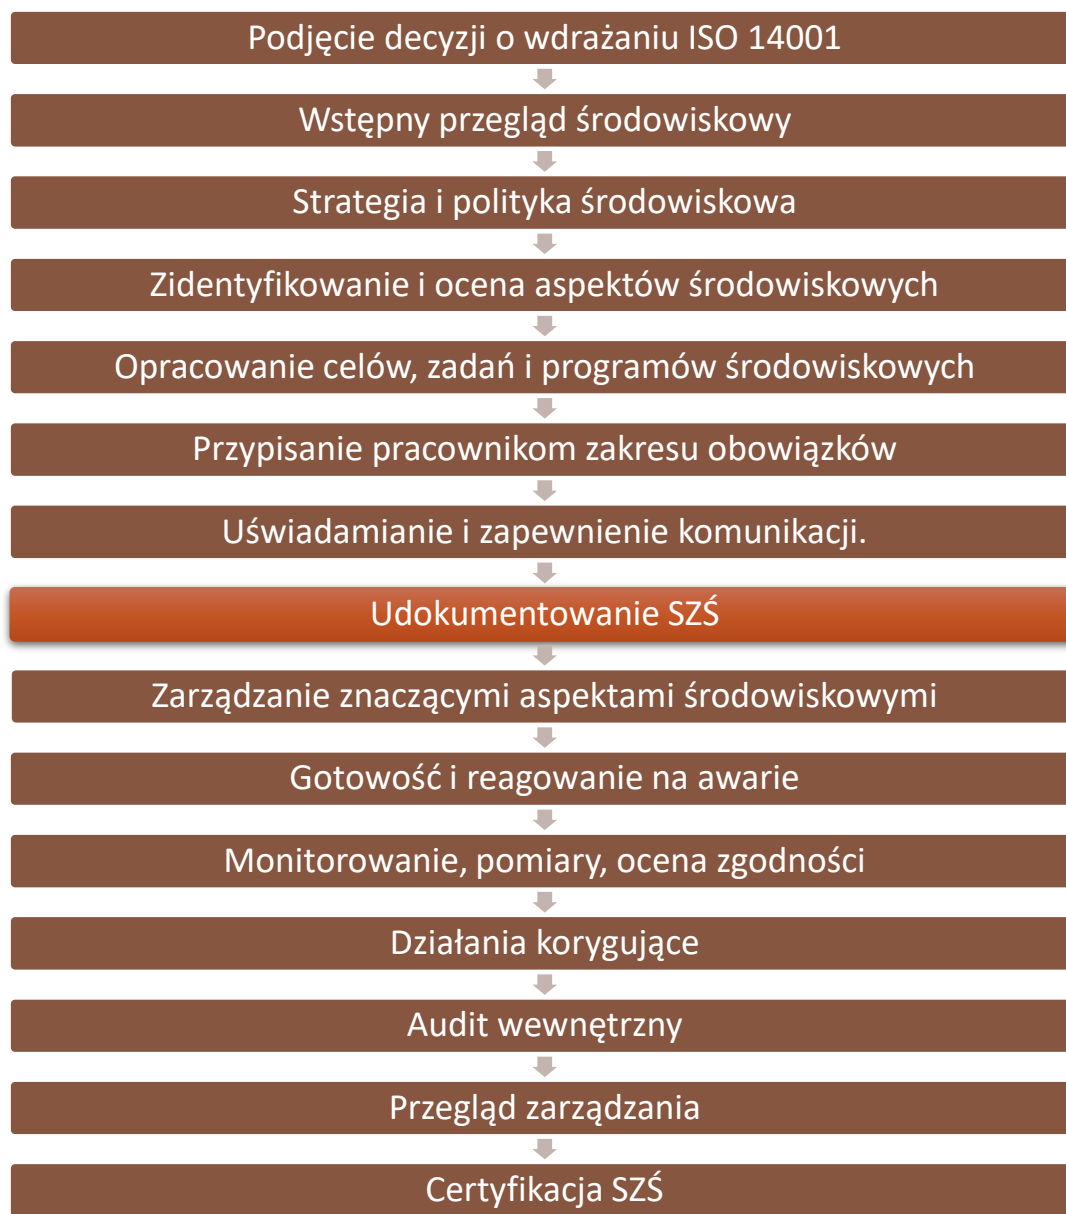 Podjęcie decyzji o wdrażaniu ISO 14001
Wstępny przegląd środowiskowy
Strategia i polityka środowiskowa
Zidentyfikowanie i ocena aspektów środowiskowych
Opracowanie celów, zadań i programów środowiskowych
Przypisanie pracownikom zakresu obowiązków
Uświadamianie i zapewnienie komunikacji.
Udokumentowanie SZŚ
Zarządzanie znaczącymi aspektami środowiskowymi
Gotowość i reagowanie na awarie
Monitorowanie, pomiary, ocena zgodności
Działania korygujące
Audit wewnętrzny
Przegląd zarządzania
Certyfikacja SZŚ